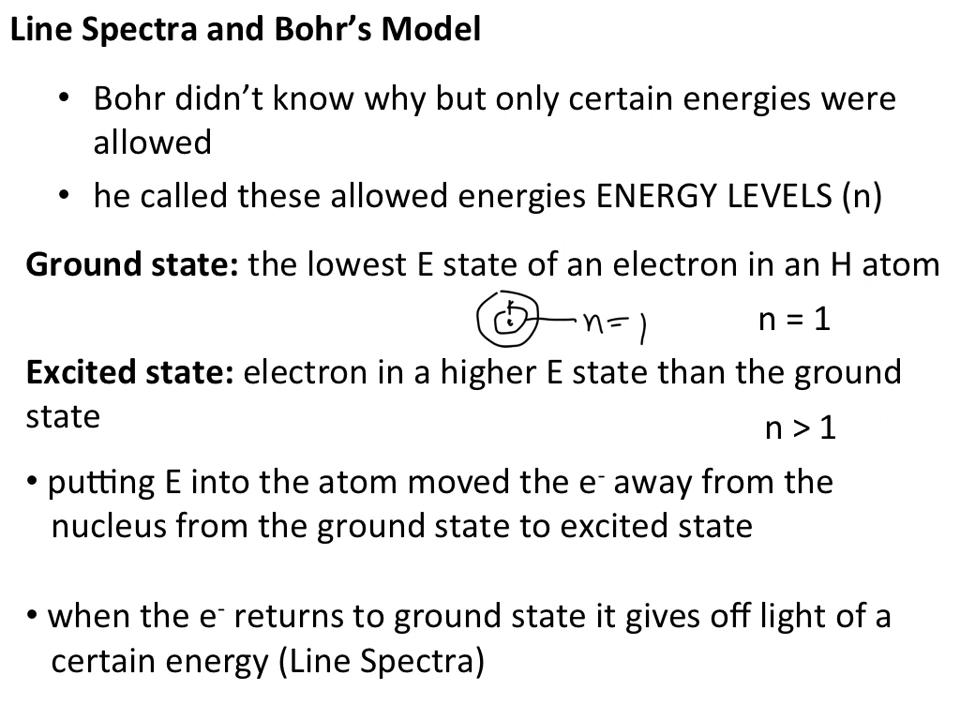 Line Spectra and Bohr’s Model
• Bohr didn’t know why but only certain energies were
allowed
• he called these allowed energies ENERGY LEVELS (n)
Ground state: the lowest E state of an electron in an H atom
n=1
n = 1
Excited state: electron in a higher E state than the ground
state
n > 1
• putting E into the atom moved the e⁻ away from the
nucleus from the ground state to excited state
• when the e⁻ returns to ground state it gives off light of a
certain energy (Line Spectra)